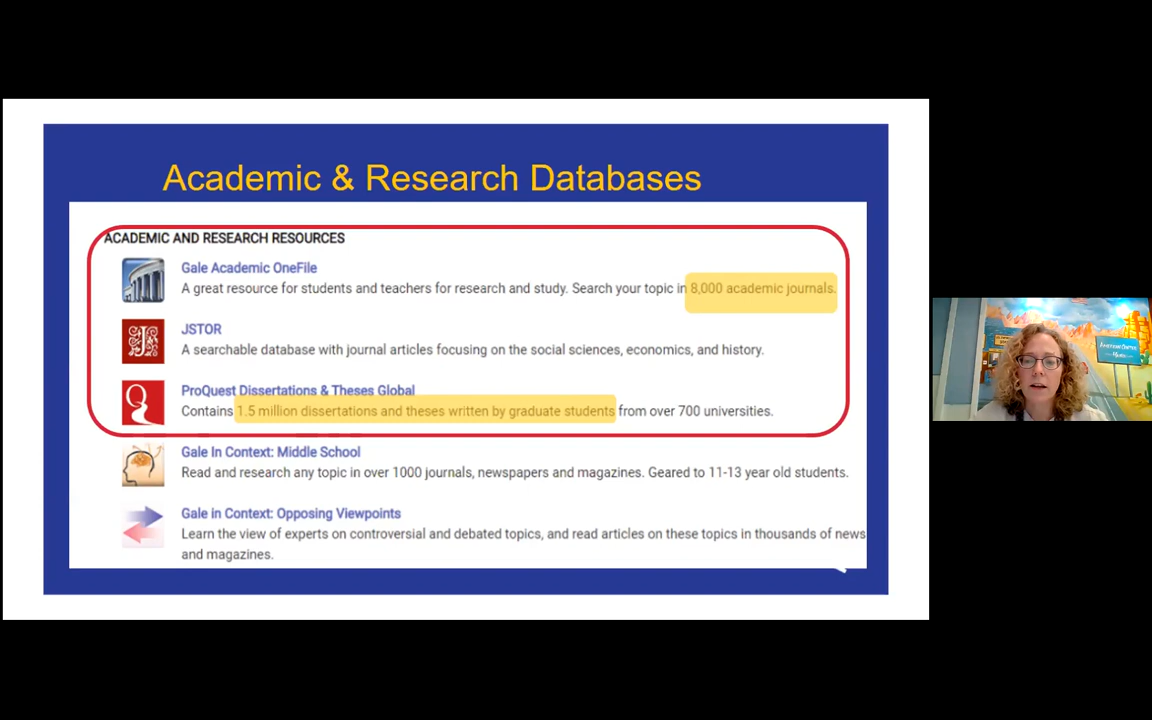 Academic & Research Databases
ACADEMIC AND RESEARCH RESOURCES
Gale Academic OneFile
A great resource for students and teachers for research and study. Search your topic in 8,000 academic journals.
JSTOR
A searchable database with journal articles focusing on the social sciences, economics, and history.
ProQuest Dissertations & Theses Global
Contains 1.5 million dissertations and theses written by graduate students from over 700 universities.
Gale In Context: Middle School
Read and research any topic in over 1000 journals, newspapers and magazines. Geared to 11-13 year old students.
Gale in Context: Opposing Viewpoints
Learn the view of experts on controversial and debated topics, and read articles on these topics in thousands of news
and magazines.